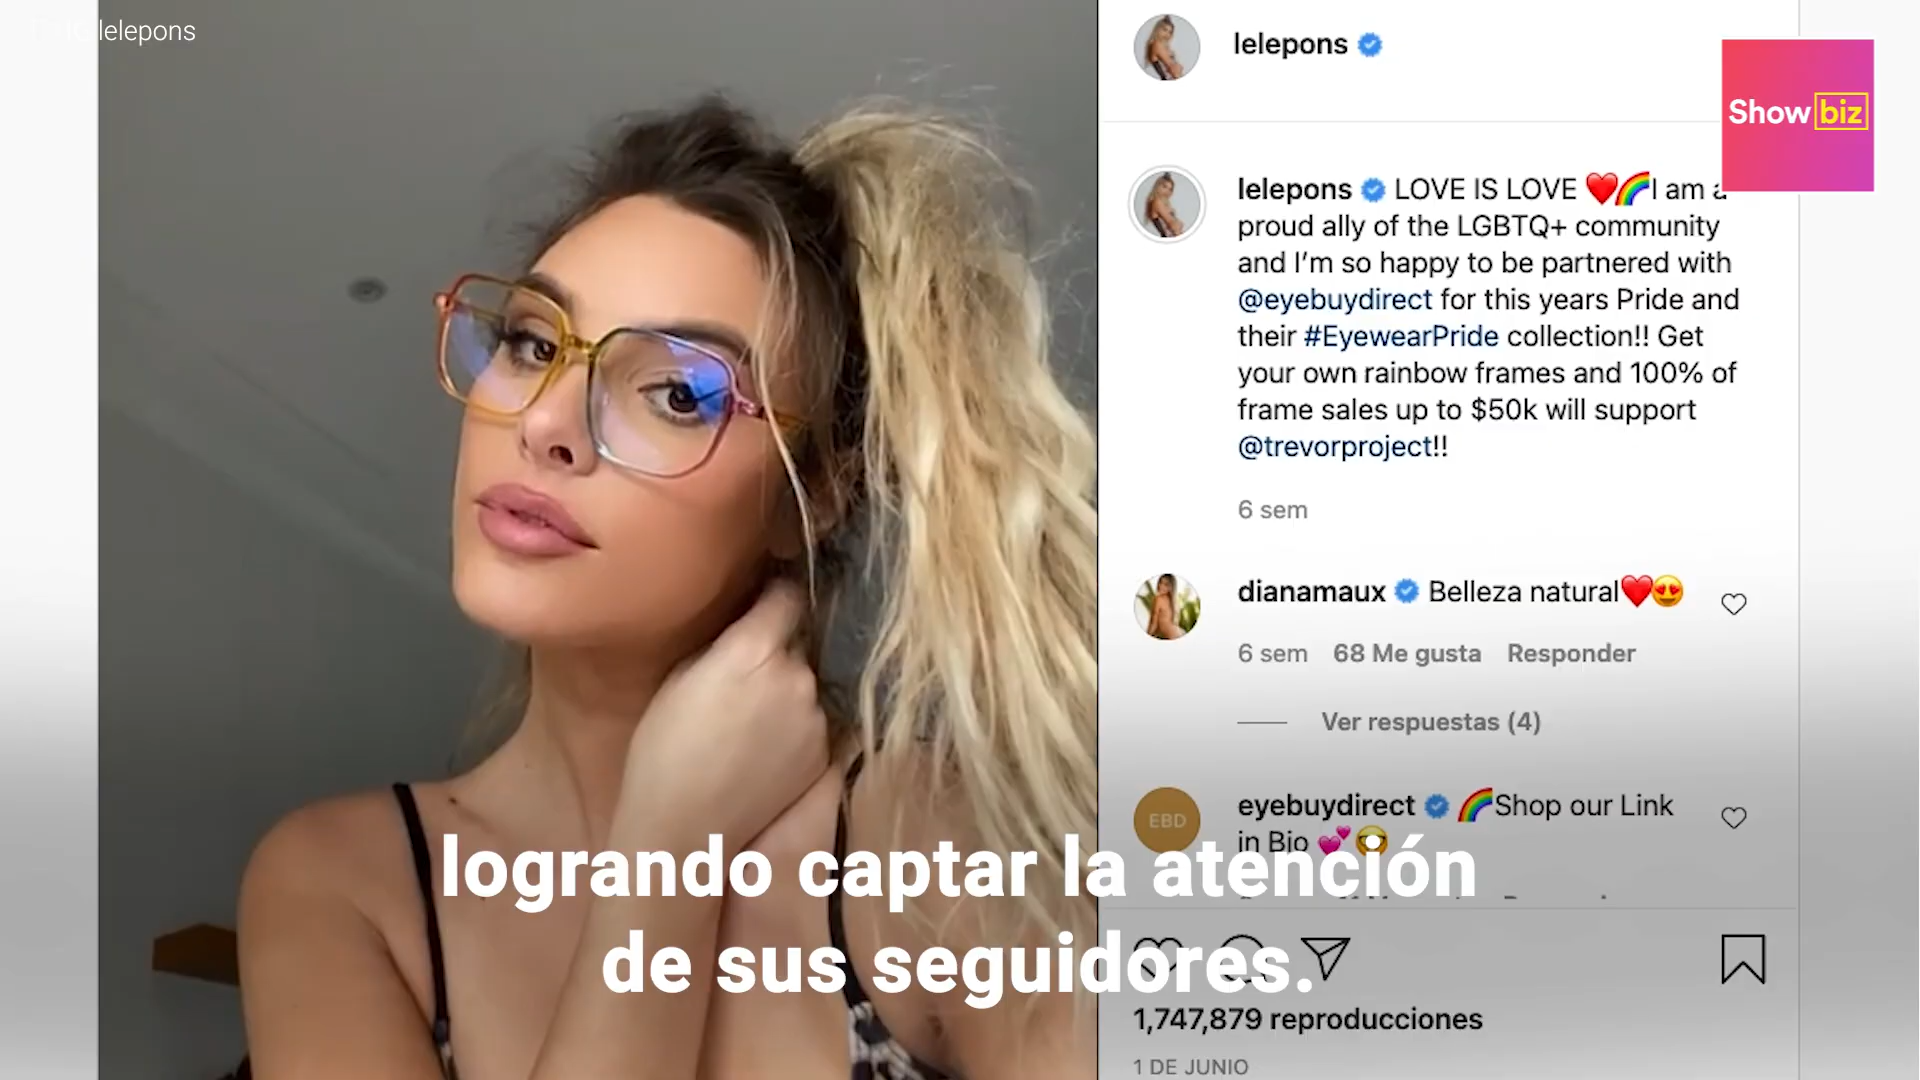 IG lelepons
lelepons
Showbiz
lelepons LOVE IS LOVE ❤️🌈I am a
proud ally of the LGBTQ+ community
and I’m so happy to be partnered with
@eyebuydirect for this years Pride and
their #EyewearPride collection!! Get
your own rainbow frames and 100% of
frame sales up to $50k will support
@trevorproject!!
6 sem
dianamaux Belleza natural❤️😍
6 sem 68 Me gusta Responder
Ver respuestas (4)
EBD
eyebuydirect 🌈Shop our Link
in Bio 💕🤓
logrando captar la atención
de sus seguidores.
1,747,879 reproducciones
1 DE JUNIO